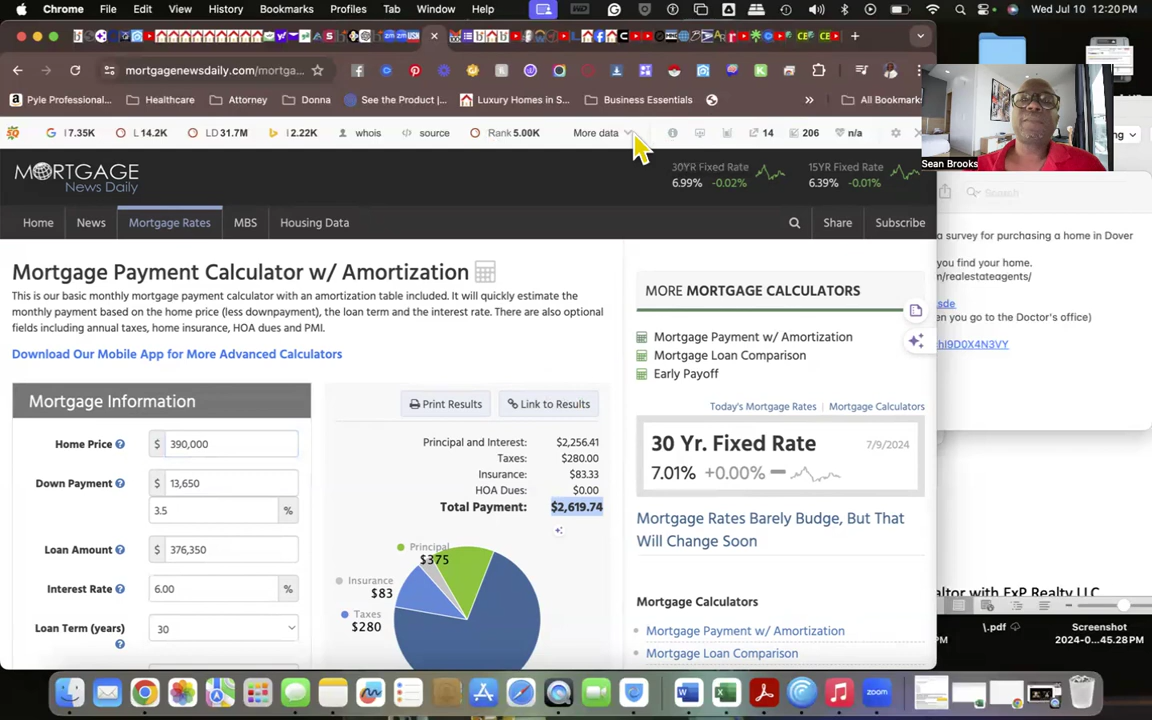 Chrome File Edit View History Bookmarks Profiles Tab Window Help Wed Jul 10 12:20 PM
mortgagenewsdaily.com/mortga...
Pyle Professional... Healthcare Attorney Donna See the Product |... Luxury Homes in S... Business Essentials » All Bookmarks
I 7.35K L 14.2K LD 31.7M I 2.22K whois source Rank 5.00K More data 14 206 n/a
Sean Brooks
MORTGAGE
News Daily
30YR Fixed Rate
6.99% -0.02%
15YR Fixed Rate
6.39% -0.01%
Search
Home News Mortgage Rates MBS Housing Data Share Subscribe
a survey for purchasing a home in Dover
you find your home.
m/realestateagents/
sde
en you go to the Doctor's office)
hI9D0X4N3VY
Mortgage Payment Calculator w/ Amortization
This is our basic monthly mortgage payment calculator with an amortization table included. It will quickly estimate the
monthly payment based on the home price (less downpayment), the loan term and the interest rate. There are also optional
fields including annual taxes, home insurance, HOA dues and PMI.
Download Our Mobile App for More Advanced Calculators
Mortgage Information
Home Price $ 390,000
Down Payment $ 13,650
3.5 %
Loan Amount $ 376,350
Interest Rate 6.00 %
Loan Term (years) 30
Print Results Link to Results
Principal and Interest: $2,256.41
Taxes: $280.00
Insurance: $83.33
HOA Dues: $0.00
Total Payment: $2,619.74
Principal
$375
Insurance
$83
Taxes
$280
MORE MORTGAGE CALCULATORS
Mortgage Payment w/ Amortization
Mortgage Loan Comparison
Early Payoff
Today's Mortgage Rates | Mortgage Calculators
30 Yr. Fixed Rate 7/9/2024
7.01% +0.00%
Mortgage Rates Barely Budge, But That
Will Change Soon
Mortgage Calculators
Mortgage Payment w/ Amortization
Mortgage Loan Comparison
altor with ExP Realty LLC
\.pdf
Screenshot
2024-0...45.28PM
zoom